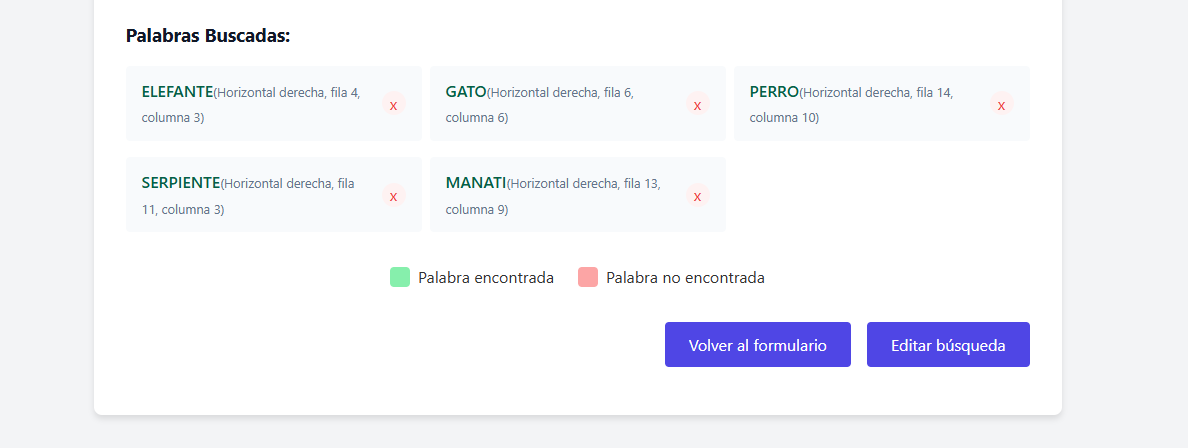 Palabras Buscadas:
ELEFANTE(Horizontal derecha, fila 4,
columna 3)
x
GATO(Horizontal derecha, fila 6,
columna 6)
x
PERRO(Horizontal derecha, fila 14,
columna 10)
x
SERPIENTE(Horizontal derecha, fila
11, columna 3)
x
MANATI(Horizontal derecha, fila 13,
columna 9)
x
Palabra encontrada
Palabra no encontrada
Volver al formulario
Editar búsqueda